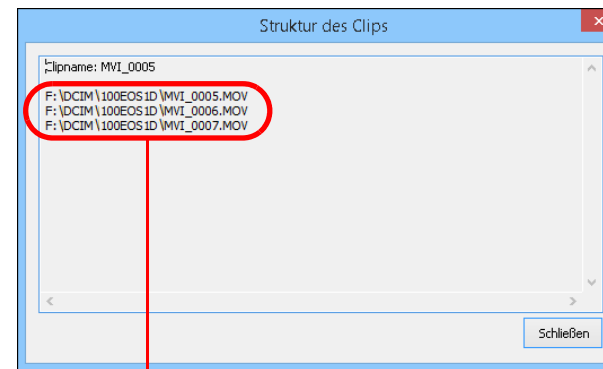 Struktur des Clips
Clipname: MVI_0005
F:\DCIM\100EOS1D\MVI_0005.MOV
F:\DCIM\100EOS1D\MVI_0006.MOV
F:\DCIM\100EOS1D\MVI_0007.MOV
Schließen